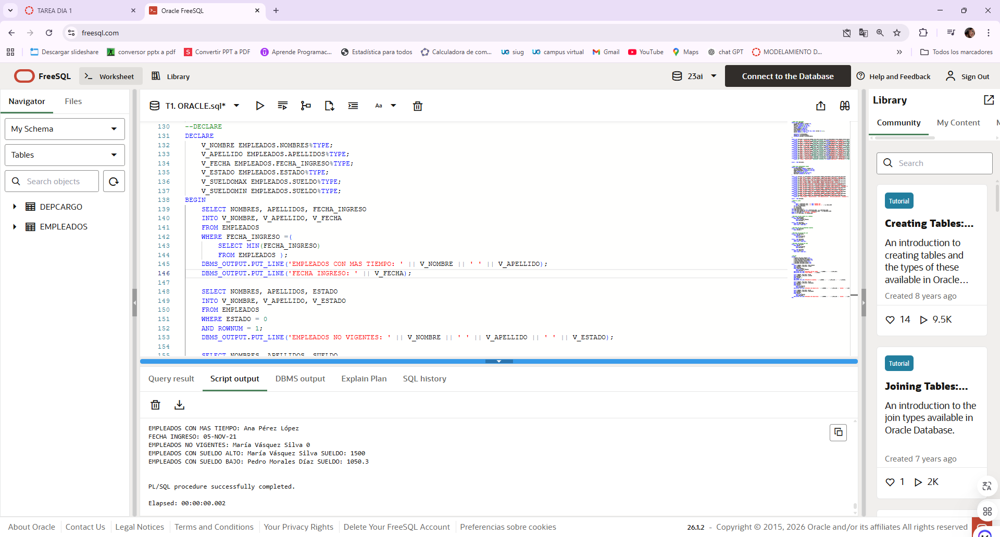 TAREA DIA 1
Oracle FreeSQL
freesql.com
Descargar slideshare
conversor pptx a pdf
Convertir PPT a PDF
Aprende Programac...
Estadística para todos
Calculadora de com...
UG siug
UG campus virtual
Gmail
YouTube
Maps
chat GPT
MODELAMIENTO D...
Todos los marcadores
FreeSQL
Worksheet
Library
23ai
Connect to the Database
Help and Feedback
Sign Out
Navigator
Files
My Schema
Tables
Search objects
DEPCARGO
EMPLEADOS
T1. ORACLE.sql*
Aa
130 --DECLARE
131 DECLARE
132 V_NOMBRE EMPLEADOS.NOMBRES%TYPE;
133 V_APELLIDO EMPLEADOS.APELLIDOS%TYPE;
134 V_FECHA EMPLEADOS.FECHA_INGRESO%TYPE;
135 V_ESTADO EMPLEADOS.ESTADO%TYPE;
136 V_SUELDOMAX EMPLEADOS.SUELDO%TYPE;
137 V_SUELDOMIN EMPLEADOS.SUELDO%TYPE;
138 BEGIN
139 SELECT NOMBRES, APELLIDOS, FECHA_INGRESO
140 INTO V_NOMBRE, V_APELLIDO, V_FECHA
141 FROM EMPLEADOS
142 WHERE FECHA_INGRESO =(
143 SELECT MIN(FECHA_INGRESO)
144 FROM EMPLEADOS );
145 DBMS_OUTPUT.PUT_LINE('EMPLEADOS CON MAS TIEMPO: ' || V_NOMBRE || ' ' || V_APELLIDO);
146 DBMS_OUTPUT.PUT_LINE('FECHA INGRESO: ' || V_FECHA);
147
148 SELECT NOMBRES, APELLIDOS, ESTADO
149 INTO V_NOMBRE, V_APELLIDO, V_ESTADO
150 FROM EMPLEADOS
151 WHERE ESTADO = 0
152 AND ROWNUM = 1;
153 DBMS_OUTPUT.PUT_LINE('EMPLEADOS NO VIGENTES: ' || V_NOMBRE || ' ' || V_APELLIDO || ' ' || V_ESTADO);
154
155 SELECT NOMBRES, APELLIDOS, SUELDO
Query result
Script output
DBMS output
Explain Plan
SQL history
EMPLEADOS CON MAS TIEMPO: Ana Pérez López
FECHA INGRESO: 05-NOV-21
EMPLEADOS NO VIGENTES: María Vásquez Silva 0
EMPLEADOS CON SUELDO ALTO: María Vásquez Silva SUELDO: 1500
EMPLEADOS CON SUELDO BAJO: Pedro Morales Díaz SUELDO: 1050.3
PL/SQL procedure successfully completed.
Elapsed: 00:00:00.002
Library
Community
My Content
M
Search
Tutorial
Creating Tables:...
An introduction to
creating tables and
the types of these
available in Oracle...
Created 8 years ago
14
9.5K
Tutorial
Joining Tables:...
An introduction to the
join types available in
Oracle Database.
Created 7 years ago
1
2K
About Oracle
Contact Us
Legal Notices
Terms and Conditions
Your Privacy Rights
Delete Your FreeSQL Account
Preferencias sobre cookies
26.1.2 - Copyright © 2015, 2026 Oracle and/or its affiliates All rights reserved